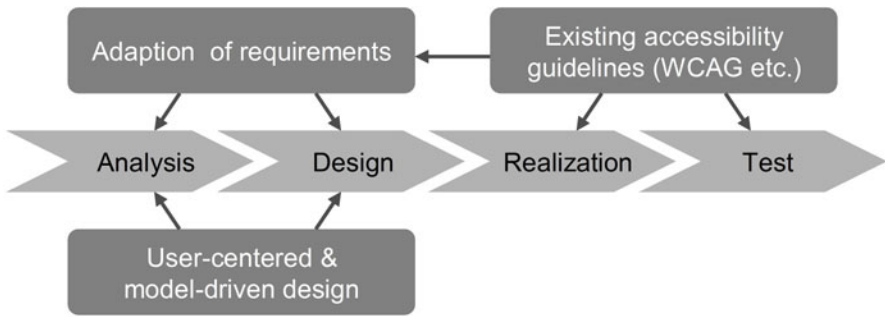 Adaption of requirements
Existing accessibility
guidelines (WCAG etc.)
Analysis
Design
Realization
Test
User-centered &
model-driven design